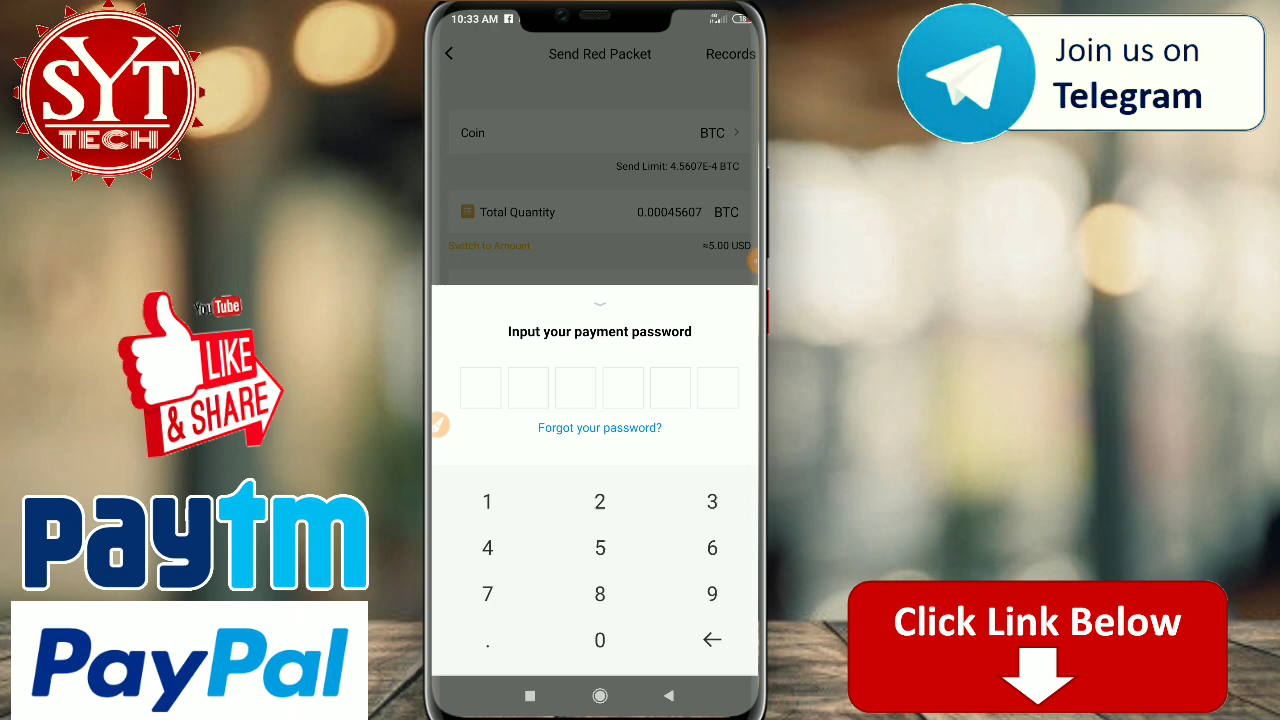 SYT
TECH
10:33 AM
4G
18
Send Red Packet
Records
Coin
BTC
Send Limit: 4.5607E-4 BTC
Total Quantity
0.00045607 BTC
Switch to Amount
≈5.00 USD
Input your payment password
Forgot your password?
1 2 3
4 5 6
7 8 9
. 0
Join us on
Telegram
YouTube
LIKE
& SHARE
paytm
PayPal
Click Link Below